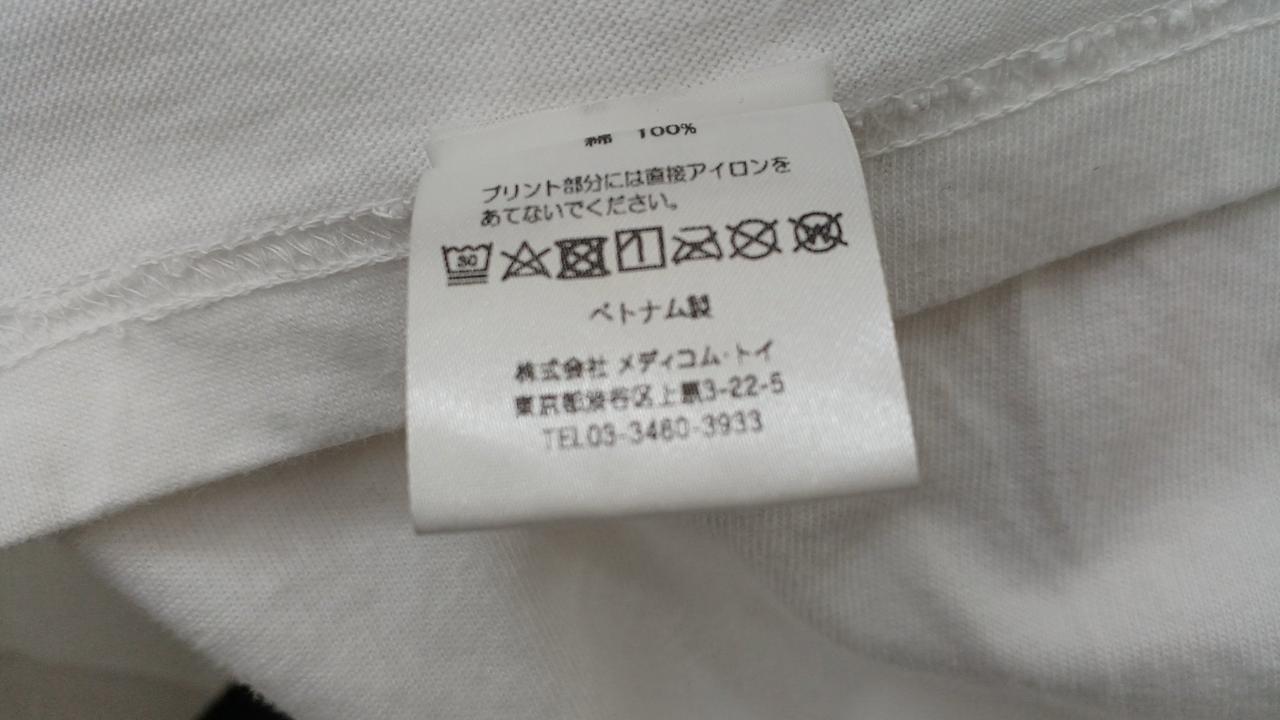 綿 100%
プリント部分には直接アイロンを
あてないでください。
30
W
ベトナム製
株式会社 メディコム・トイ
東京都渋谷区上原3-22-5
TEL03-3460-3933